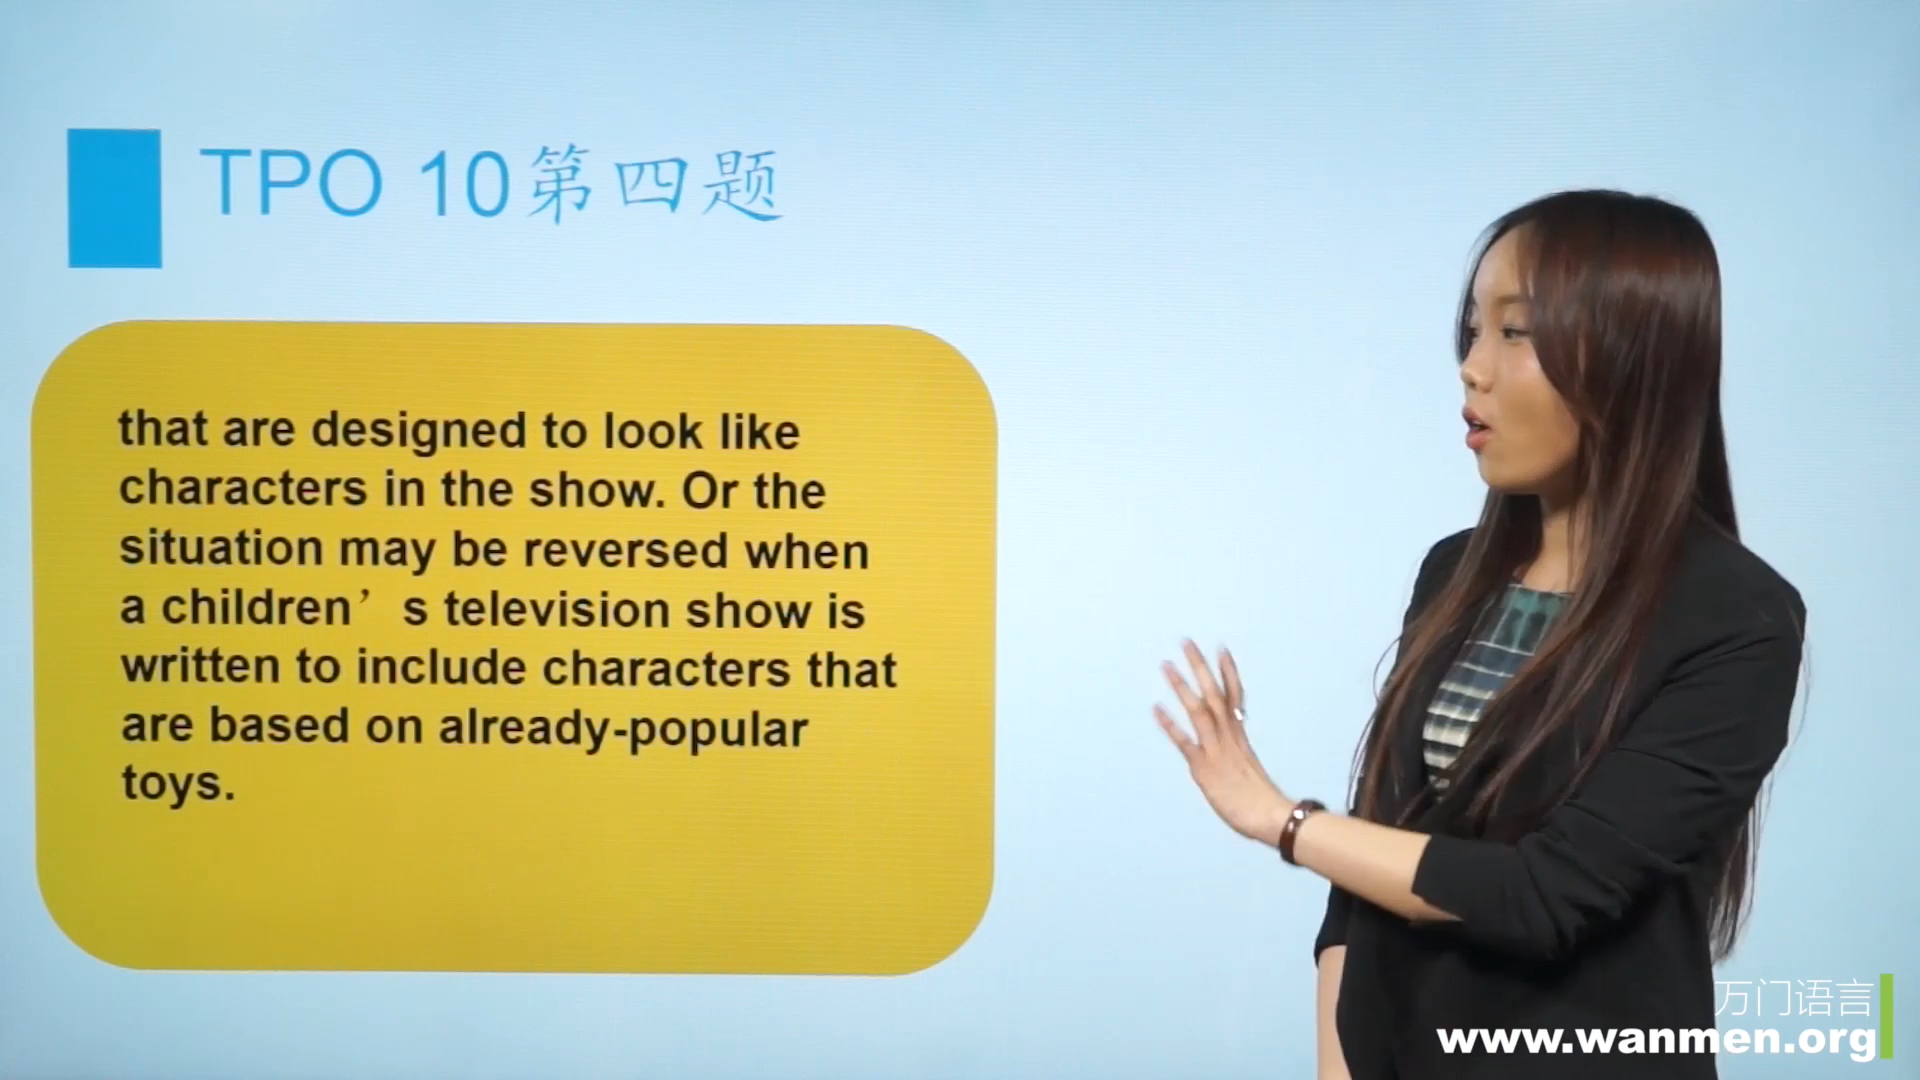 TPO 10第四题
that are designed to look like
characters in the show. Or the
situation may be reversed when
a children’s television show is
written to include characters that
are based on already-popular
toys.
万门语言
www.wanmen.org